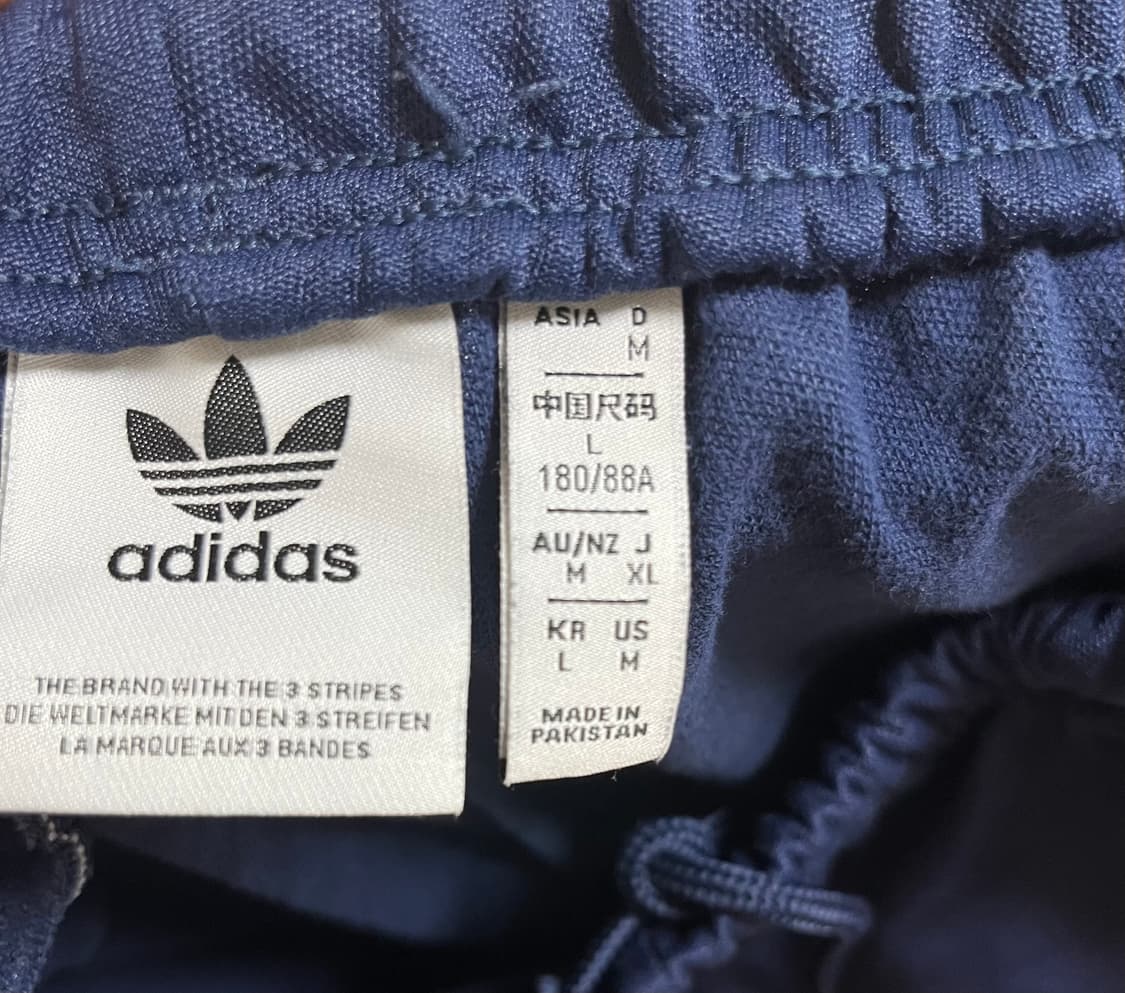 adidas
THE BRAND WITH THE 3 STRIPES
DIE WELTMARKE MIT DEN 3 STREIFEN
LA MARQUE AUX 3 BANDES
ASIA D
M
中国尺码
L
180/88A
AU/NZ J
M XL
KR US
L M
MADE IN
PAKISTAN